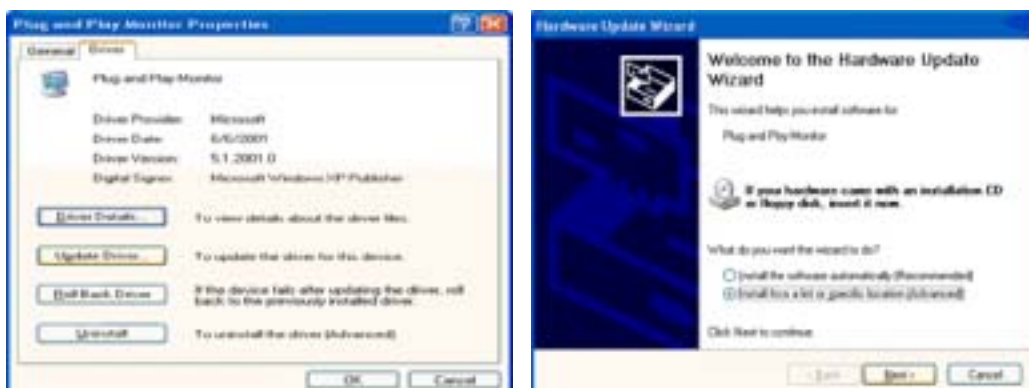 Plug and Play Monitor Properties
General Driver
Plug and Play Monitor
Driver Provider: Microsoft
Driver Date: 6/6/2001
Driver Version: 5.1.2001.0
Digital Signer: Microsoft Windows XP Publisher
Driver Details... To view details about the driver files.
Update Driver... To update the driver for this device.
Roll Back Driver If the device fails after updating the driver, roll
back to the previously installed driver.
Uninstall To uninstall the driver (Advanced).
OK Cancel
Hardware Update Wizard
Welcome to the Hardware Update
Wizard
This wizard helps you install software for:
Plug and Play Monitor
If your hardware came with an installation CD
or floppy disk, insert it now.
What do you want the wizard to do?
Install the software automatically (Recommended)
Install from a list or specific location (Advanced)
Click Next to continue.
< Back Next > Cancel